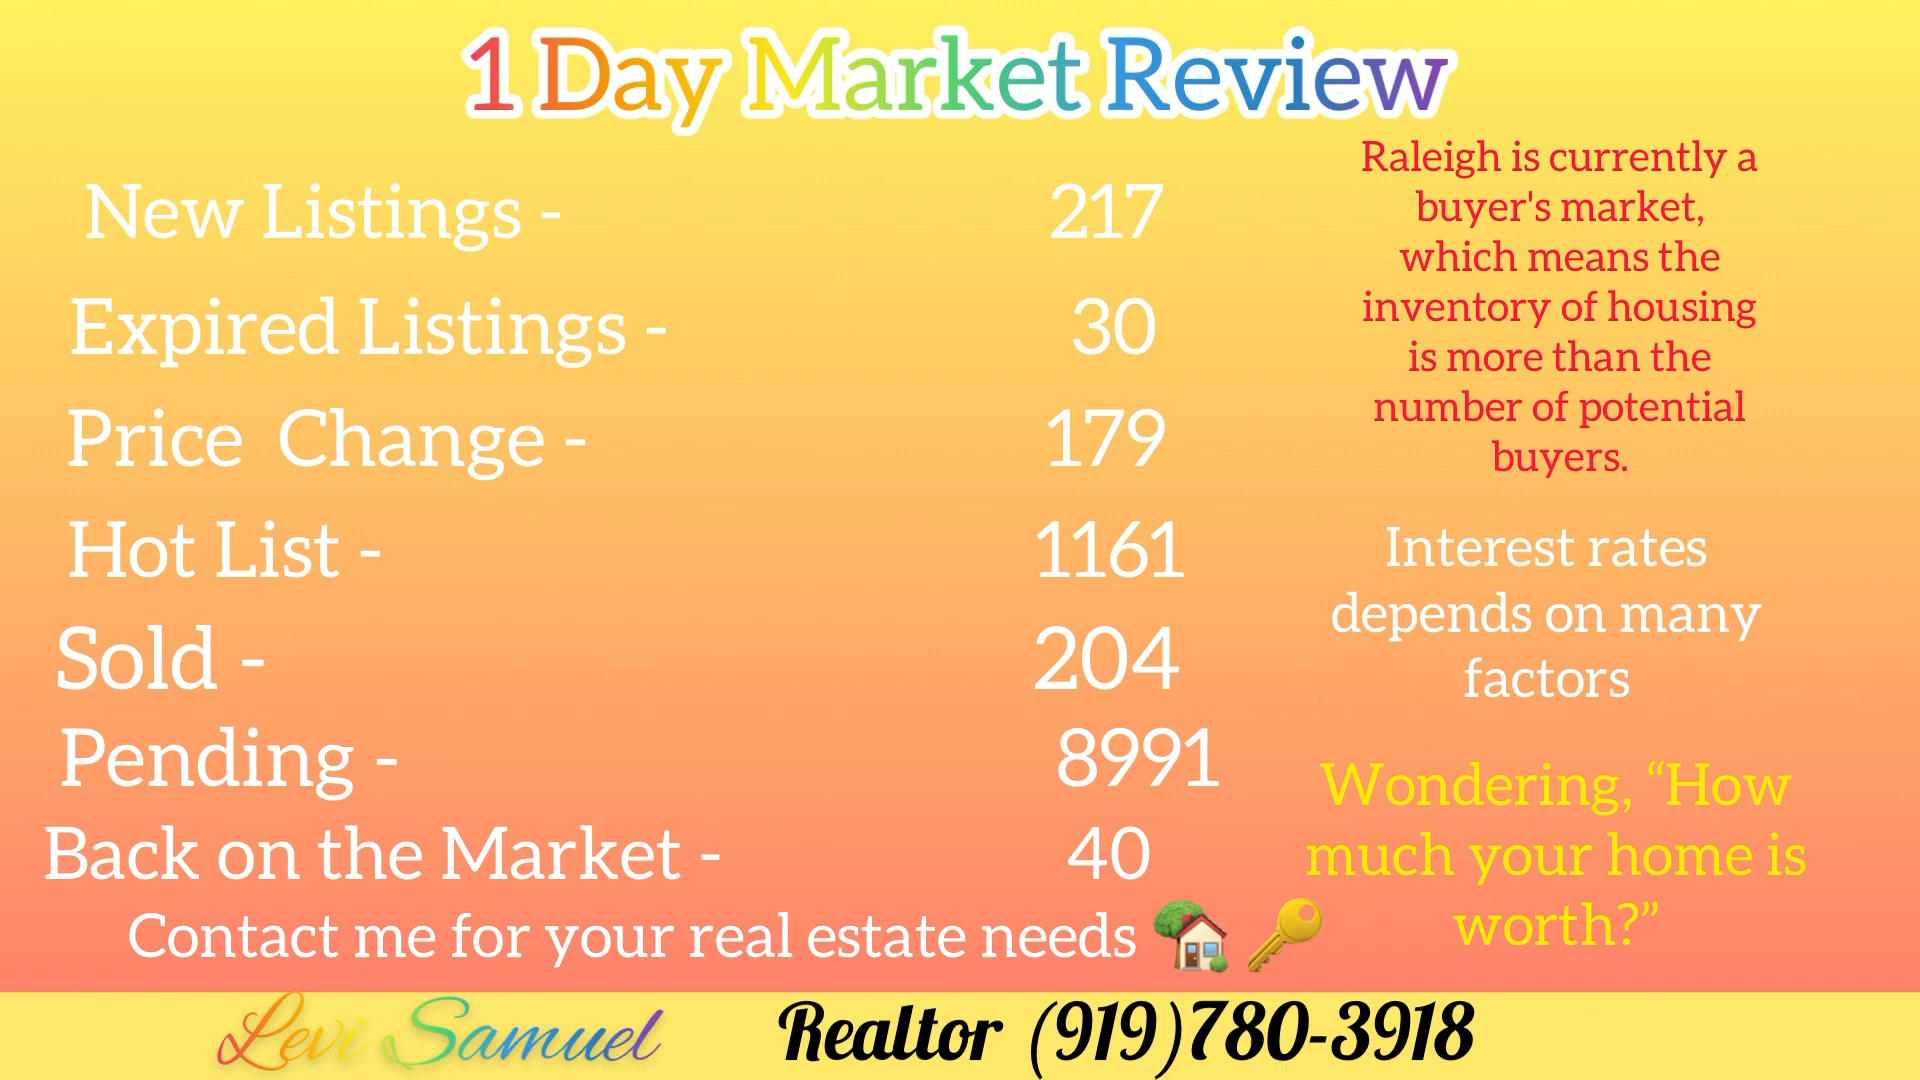 1 Day Market Review
New Listings - 217
Expired Listings - 30
Price Change - 179
Hot List - 1161
Sold - 204
Pending - 8991
Back on the Market - 40
Contact me for your real estate needs
Raleigh is currently a
buyer's market,
which means the
inventory of housing
is more than the
number of potential
buyers.
Interest rates
depends on many
factors
Wondering, “How
much your home is
worth?”
Levi Samuel Realtor (919)780-3918